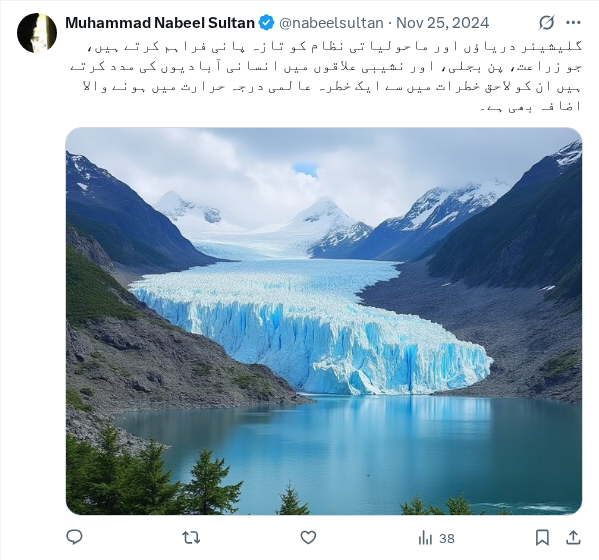 Muhammad Nabeel Sultan @nabeelsultan · Nov 25, 2024
گلیشیئر دریاؤں اور ماحولیاتی نظام کو تازہ پانی فراہم کرتے ہیں،
جو زراعت، پن بجلی، اور نشیبی علاقوں میں انسانی آبادیوں کی مدد کرتے
ہیں ان کو لاحق خطرات میں سے ایک خطرہ عالمی درجہ حرارت میں ہونے والا
اضافہ بھی ہے۔
38